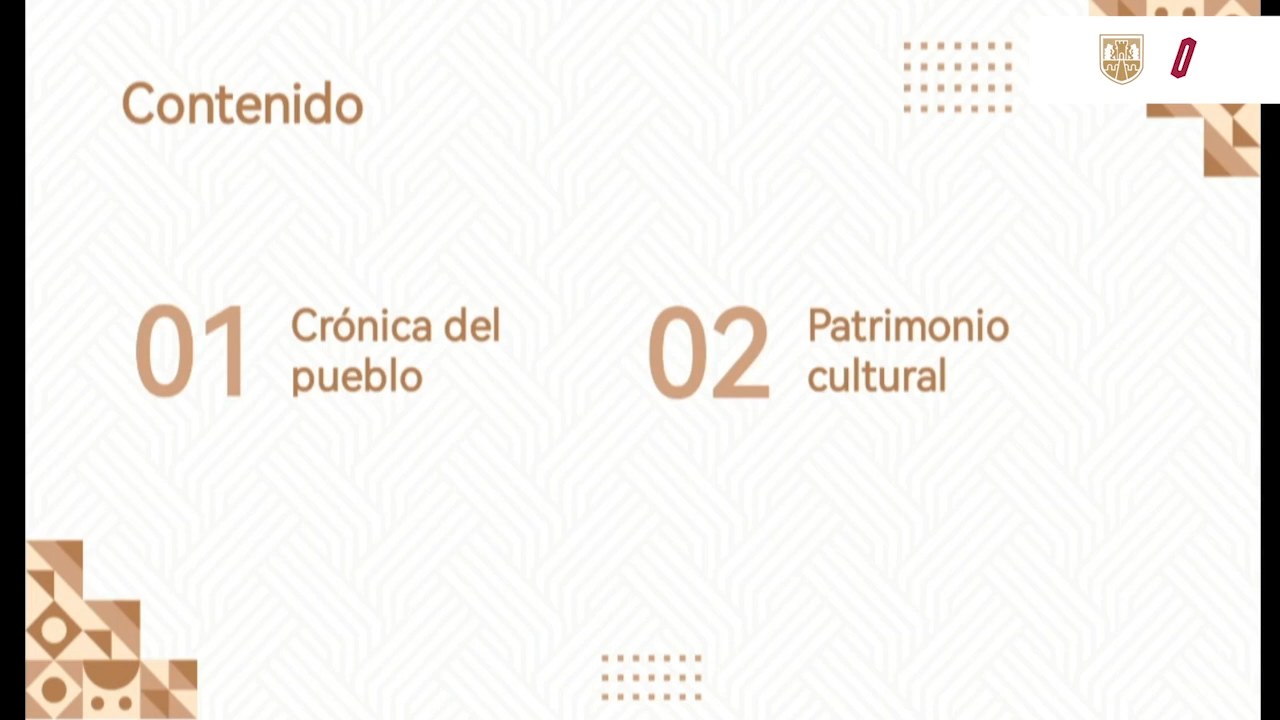 Contenido
01
Crónica del
pueblo
02
Patrimonio
cultural